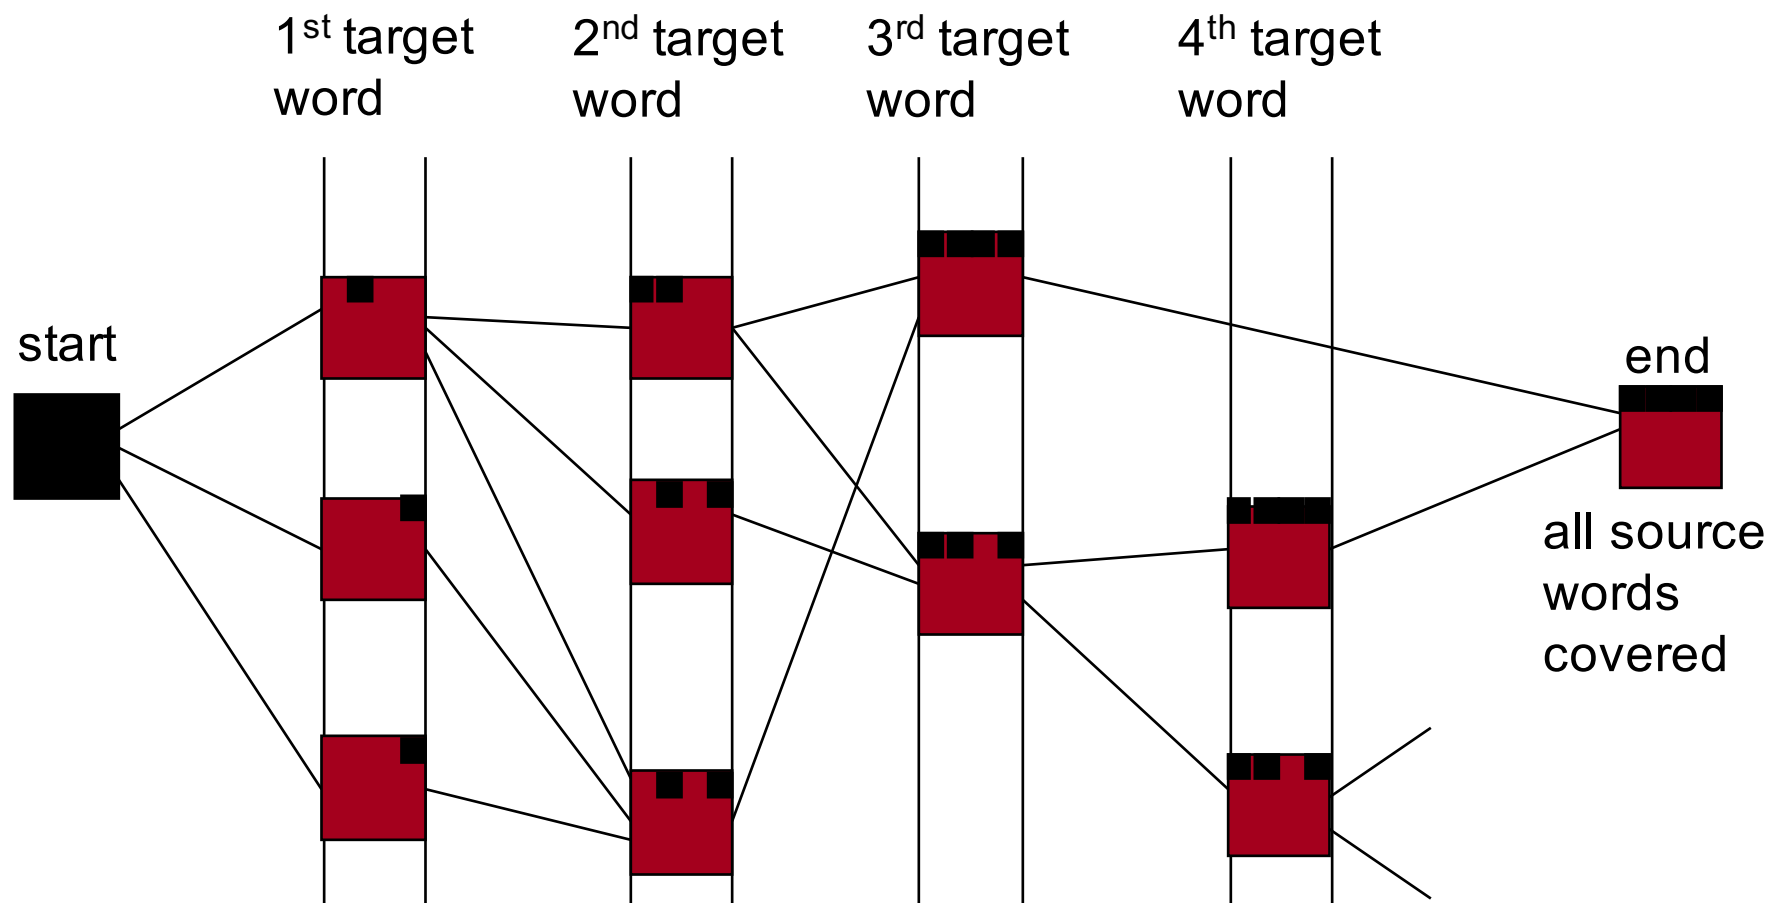 1st target
word
2nd target
word
3rd target
word
4th target
word
start
end
all source
words
covered